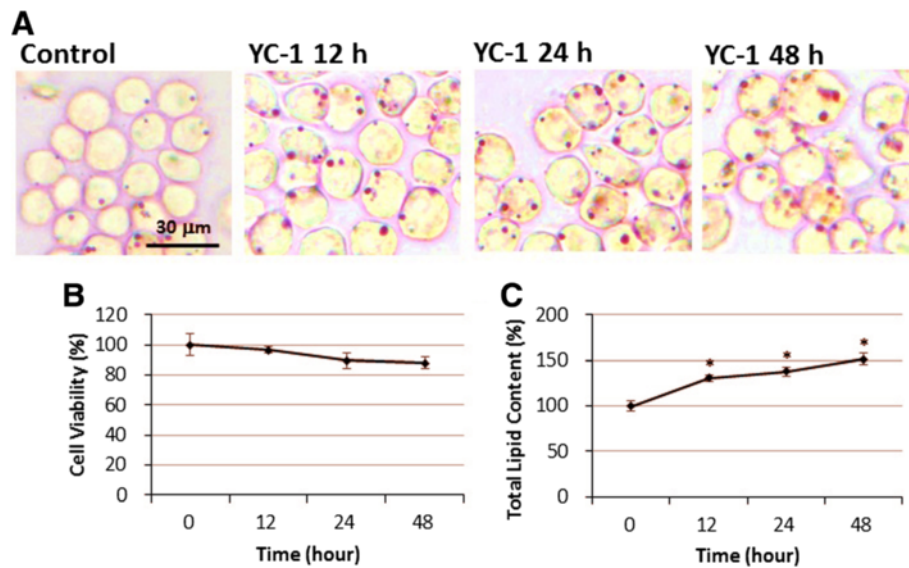 A
Control
YC-1 12 h
YC-1 24 h
YC-1 48 h
30 µm
B
120
100
80
60
40
20
0
Cell Viability (%)
0 12 24 48
Time (hour)
C
200
150
100
50
0
Total Lipid Content (%)
* * *
0 12 24 48
Time (hour)